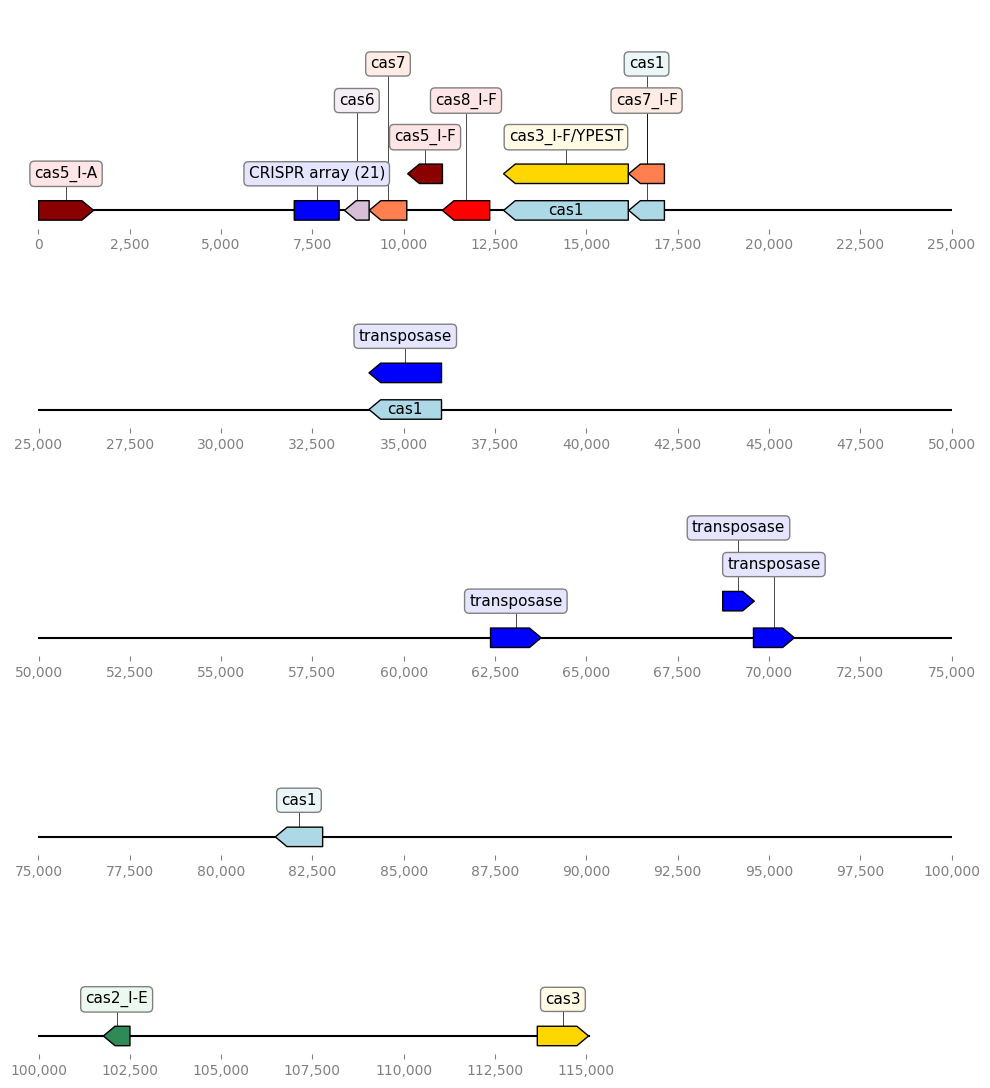 cas7
cas1
cas6
cas8_I-F
cas7_I-F
cas5_I-F
cas3_I-F/YPEST
cas5_I-A
CRISPR array (21)
cas1
0
2,500
5,000
7,500
10,000
12,500
15,000
17,500
20,000
22,500
25,000
transposase
cas1
25,000
27,500
30,000
32,500
35,000
37,500
40,000
42,500
45,000
47,500
50,000
transposase
transposase
transposase
50,000
52,500
55,000
57,500
60,000
62,500
65,000
67,500
70,000
72,500
75,000
cas1
75,000
77,500
80,000
82,500
85,000
87,500
90,000
92,500
95,000
97,500
100,000
cas2_I-E
cas3
100,000
102,500
105,000
107,500
110,000
112,500
115,000